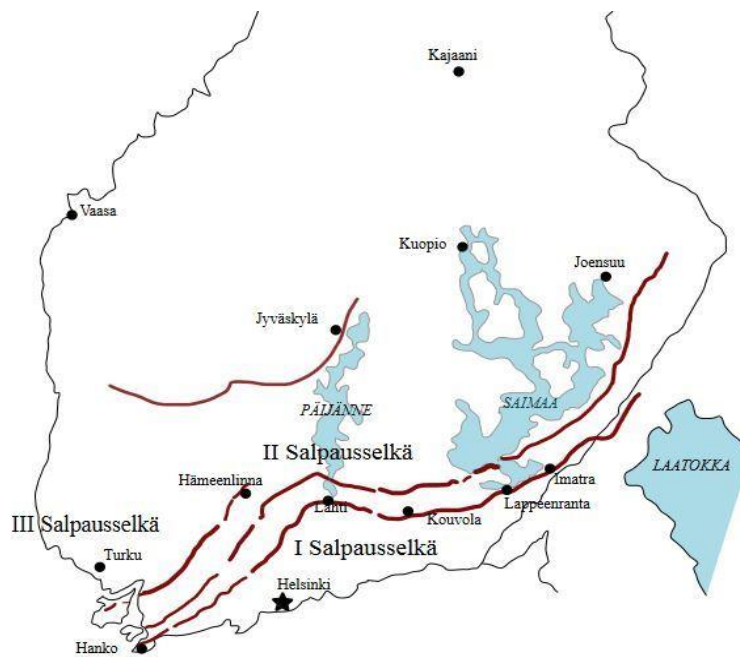 Kajaani
Vaasa
Kuopio
Joensuu
Jyväskylä
PÄIJÄNNE
SAIMAA
II Salpausselkä
Hämeenlinna
Imatra
LAATOKKA
Lahti
Lappeenranta
III Salpausselkä
Kouvola
I Salpausselkä
Turku
Helsinki
Hanko